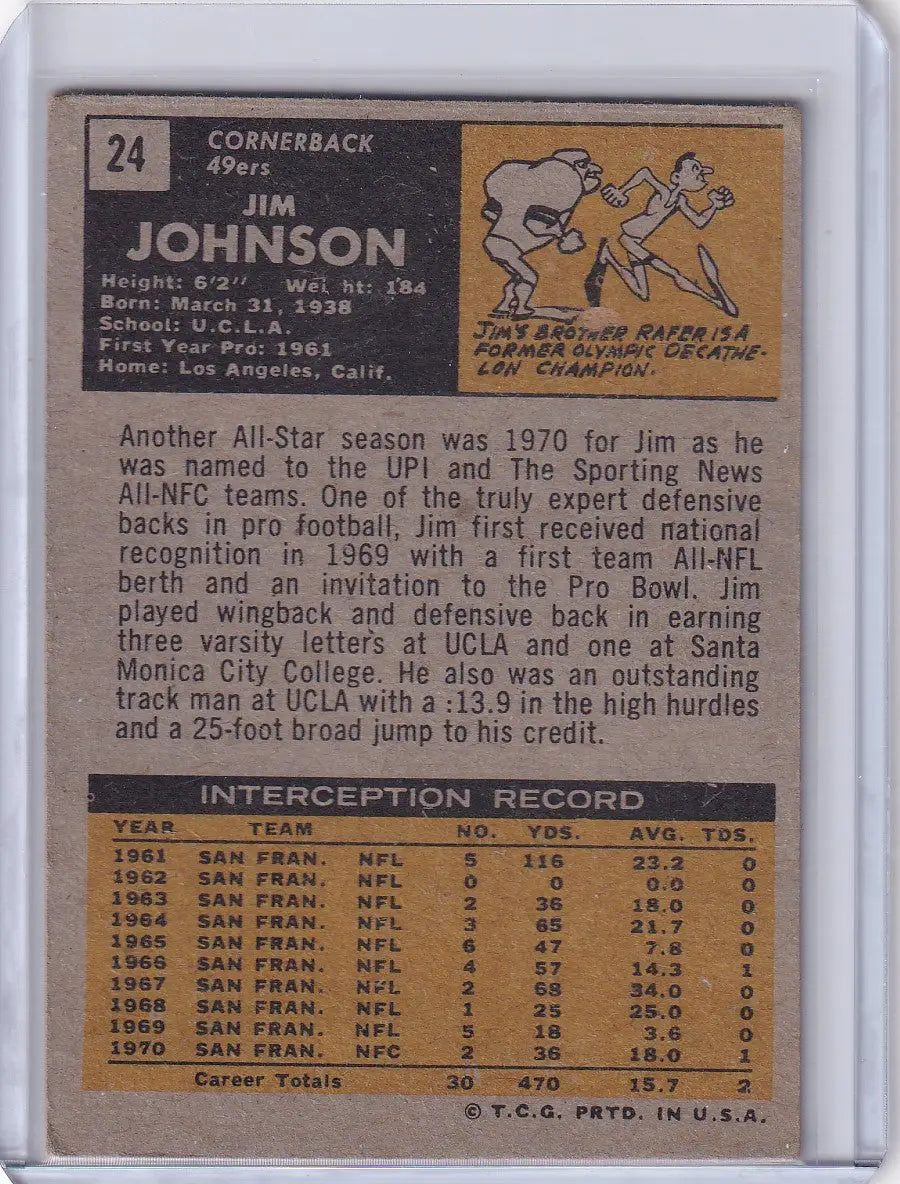 24
CORNERBACK
49ers
JIM
JOHNSON
Height: 6'2" Wei ht: 184
Born: March 31, 1938
School: U.C.L.A.
First Year Pro: 1961
Home: Los Angeles, Calif.
JIM'S BROTHER RAFER IS A
FORMER OLYMPIC DECATHE-
LON CHAMPION.
Another All-Star season was 1970 for Jim as he
was named to the UPI and The Sporting News
All-NFC teams. One of the truly expert defensive
backs in pro football, Jim first received national
recognition in 1969 with a first team All-NFL
berth and an invitation to the Pro Bowl. Jim
played wingback and defensive back in earning
three varsity letters at UCLA and one at Santa
Monica City College. He also was an outstanding
track man at UCLA with a :13.9 in the high hurdles
and a 25-foot broad jump to his credit.
INTERCEPTION RECORD
YEAR TEAM NO. YDS. AVG. TDS.
1961 SAN FRAN. NFL 5 116 23.2 0
1962 SAN FRAN. NFL 0 0 0.0 0
1963 SAN FRAN. NFL 2 36 18.0 0
1964 SAN FRAN. NFL 3 65 21.7 0
1965 SAN FRAN. NFL 6 47 7.8 0
1966 SAN FRAN. NFL 4 57 14.3 1
1967 SAN FRAN. NFL 2 68 34.0 0
1968 SAN FRAN. NFL 1 25 25.0 0
1969 SAN FRAN. NFL 5 18 3.6 0
1970 SAN FRAN. NFC 2 36 18.0 1
Career Totals 30 470 15.7 2
© T.C.G. PRTD. IN U.S.A.